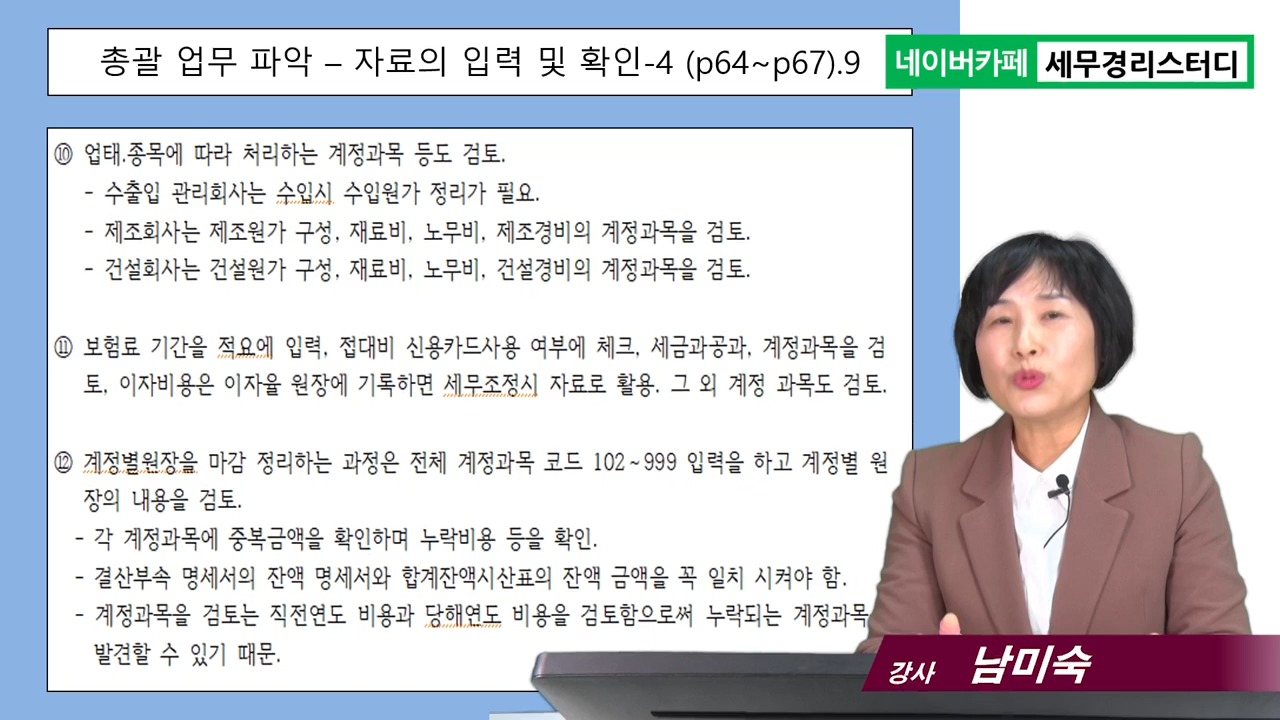 총괄 업무 파악 – 자료의 입력 및 확인-4 (p64~p67).9
네이버카페 세무경리스터디
⑩ 업태.종목에 따라 처리하는 계정과목 등도 검토.
- 수출입 관리회사는 수입시 수입원가 정리가 필요.
- 제조회사는 제조원가 구성, 재료비, 노무비, 제조경비의 계정과목을 검토.
- 건설회사는 건설원가 구성, 재료비, 노무비, 건설경비의 계정과목을 검토.
⑪ 보험료 기간을 적요에 입력, 접대비 신용카드사용 여부에 체크, 세금과공과, 계정과목을 검
토, 이자비용은 이자율 원장에 기록하면 세무조정시 자료로 활용. 그 외 계정 과목도 검토.
⑫ 계정별원장을 마감 정리하는 과정은 전체 계정과목 코드 102~999 입력을 하고 계정별 원
장의 내용을 검토.
- 각 계정과목에 중복금액을 확인하며 누락비용 등을 확인.
- 결산부속 명세서의 잔액 명세서와 합계잔액시산표의 잔액 금액을 꼭 일치 시켜야 함.
- 계정과목을 검토는 직전연도 비용과 당해연도 비용을 검토함으로써 누락되는 계정과목
발견할 수 있기 때문.
강사 남미숙